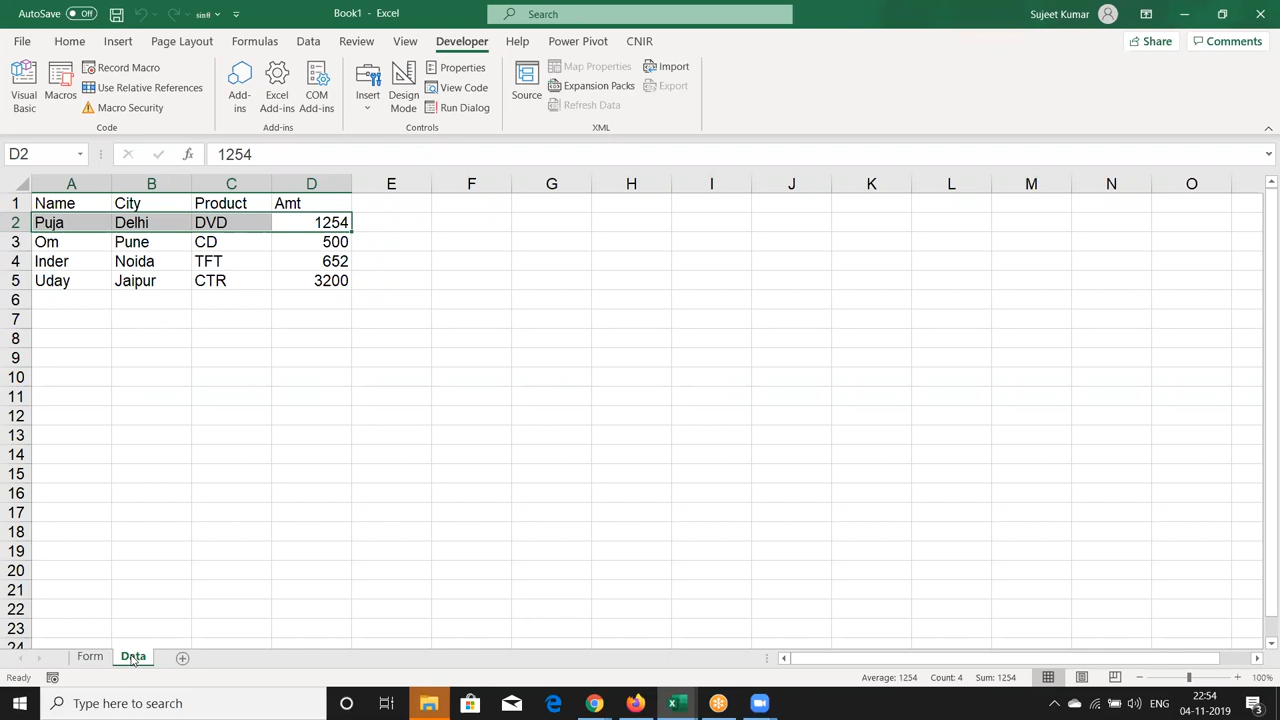 AutoSave Off sinθ Book1 - Excel Search Sujeet Kumar
File Home Insert Page Layout Formulas Data Review View Developer Help Power Pivot CNIR Share Comments
Visual Basic
Macros
Record Macro
Use Relative References
Macro Security
Code
Add-ins
Excel Add-ins
COM Add-ins
Add-ins
Insert
Design Mode
Properties
View Code
Run Dialog
Controls
Source
Map Properties
Expansion Packs
Refresh Data
Import
Export
XML
D2 fx 1254
A B C D E F G H I J K L M N O
1 Name City Product Amt
2 Puja Delhi DVD 1254
3 Om Pune CD 500
4 Inder Noida TFT 652
5 Uday Jaipur CTR 3200
6
7
8
9
10
11
12
13
14
15
16
17
18
19
20
21
22
23
24
Form Data
Ready Average: 1254 Count: 4 Sum: 1254 100%
Type here to search ENG 22:54
04-11-2019 3